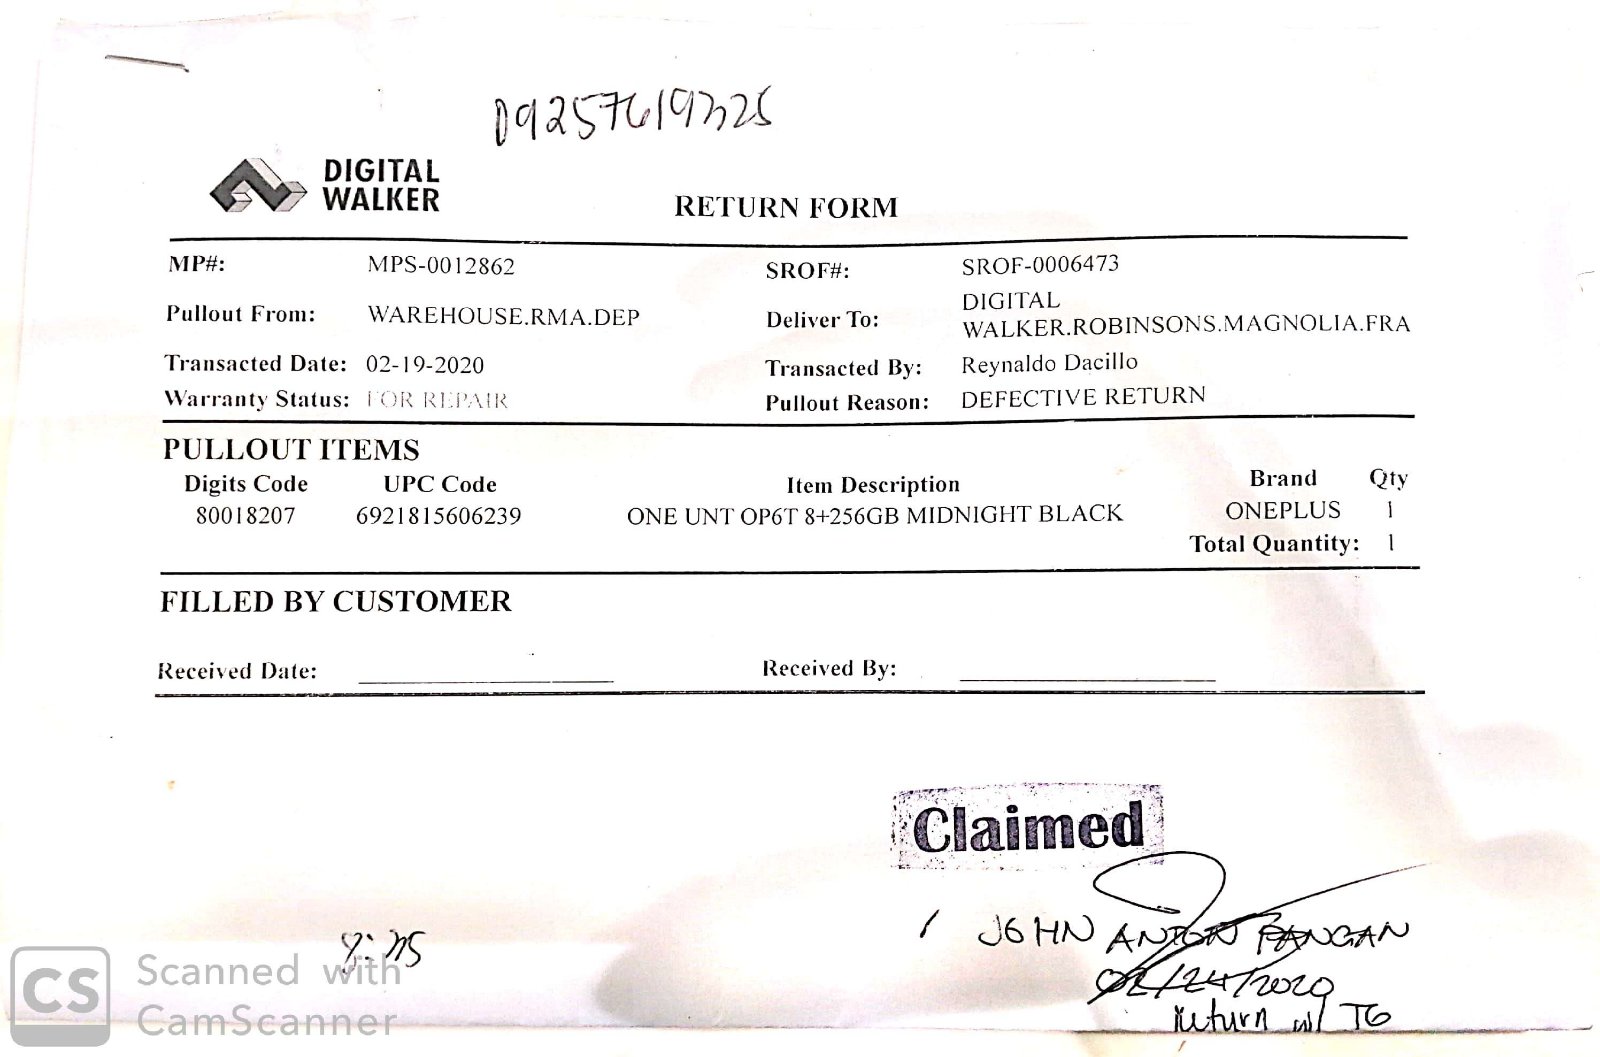 09257619325
DIGITAL
WALKER
RETURN FORM
MP#: MPS-0012862 SROF#: SROF-0006473
Pullout From: WAREHOUSE.RMA.DEP Deliver To: DIGITAL
WALKER.ROBINSONS.MAGNOLIA.FRA
Transacted Date: 02-19-2020 Transacted By: Reynaldo Dacillo
Warranty Status: FOR REPAIR Pullout Reason: DEFECTIVE RETURN
PULLOUT ITEMS
Digits Code UPC Code Item Description Brand Qty
80018207 6921815606239 ONE UNT OP6T 8+256GB MIDNIGHT BLACK ONEPLUS 1
Total Quantity: 1
FILLED BY CUSTOMER
Received Date: Received By:
Claimed
JOHN ANTON PANGAN
02/24/2020
return w/ TG
CS Scanned with
CamScanner